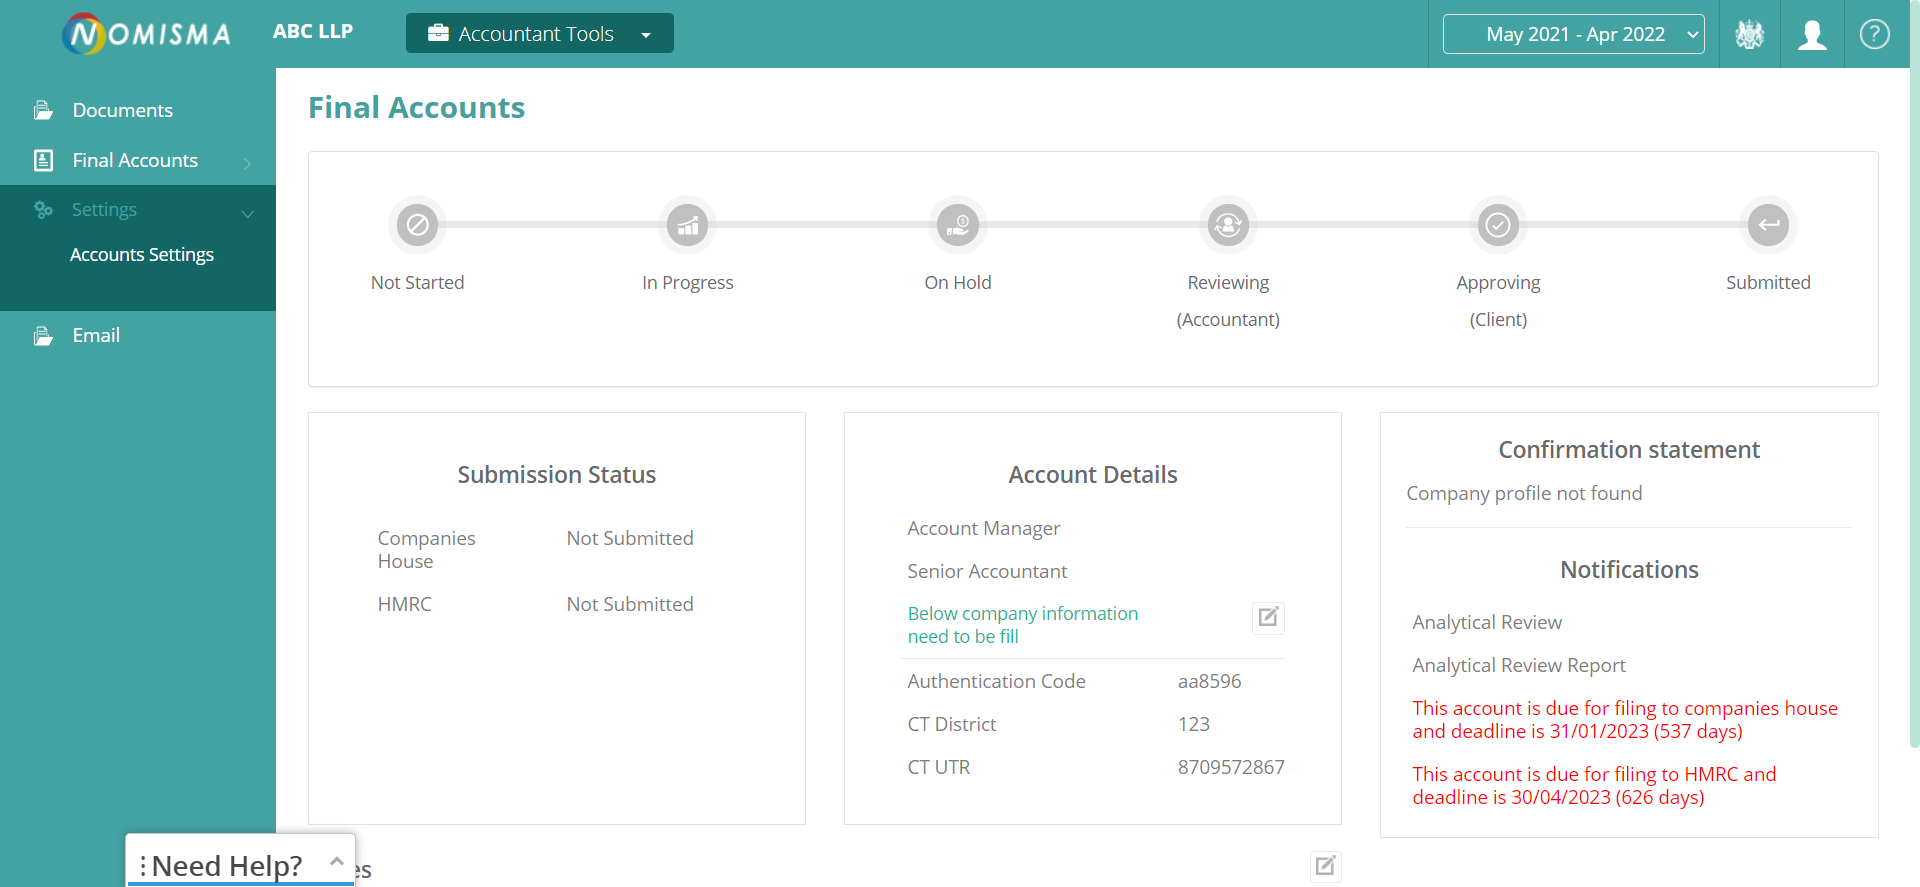 NOMISMA
ABC LLP
Accountant Tools
May 2021 - Apr 2022
?
Documents
Final Accounts
Settings
Accounts Settings
Email
Final Accounts
Not Started
In Progress
On Hold
Reviewing
(Accountant)
Approving
(Client)
Submitted
Submission Status
Companies House
Not Submitted
HMRC
Not Submitted
Account Details
Account Manager
Senior Accountant
Below company information
need to be fill
Authentication Code aa8596
CT District 123
CT UTR 8709572867
Confirmation statement
Company profile not found
Notifications
Analytical Review
Analytical Review Report
This account is due for filing to companies house
and deadline is 31/01/2023 (537 days)
This account is due for filing to HMRC and
deadline is 30/04/2023 (626 days)
Need Help?
es